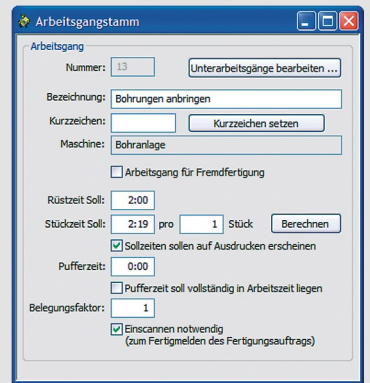 Arbeitsgangstamm
Arbeitsgang
Nummer: 13 Unterarbeitsgänge bearbeiten ...
Bezeichnung: Bohrungen anbringen
Kurzzeichen: Kurzzeichen setzen
Maschine: Bohranlage
Arbeitsgang für Fremdfertigung
Rüstzeit Soll: 2:00
Stückzeit Soll: 2:19 pro 1 Stück Berechnen
Sollzeiten sollen auf Ausdrucken erscheinen
Pufferzeit: 0:00
Pufferzeit soll vollständig in Arbeitszeit liegen
Belegungsfaktor: 1
Einscannen notwendig
(zum Fertigmelden des Fertigungsauftrags)